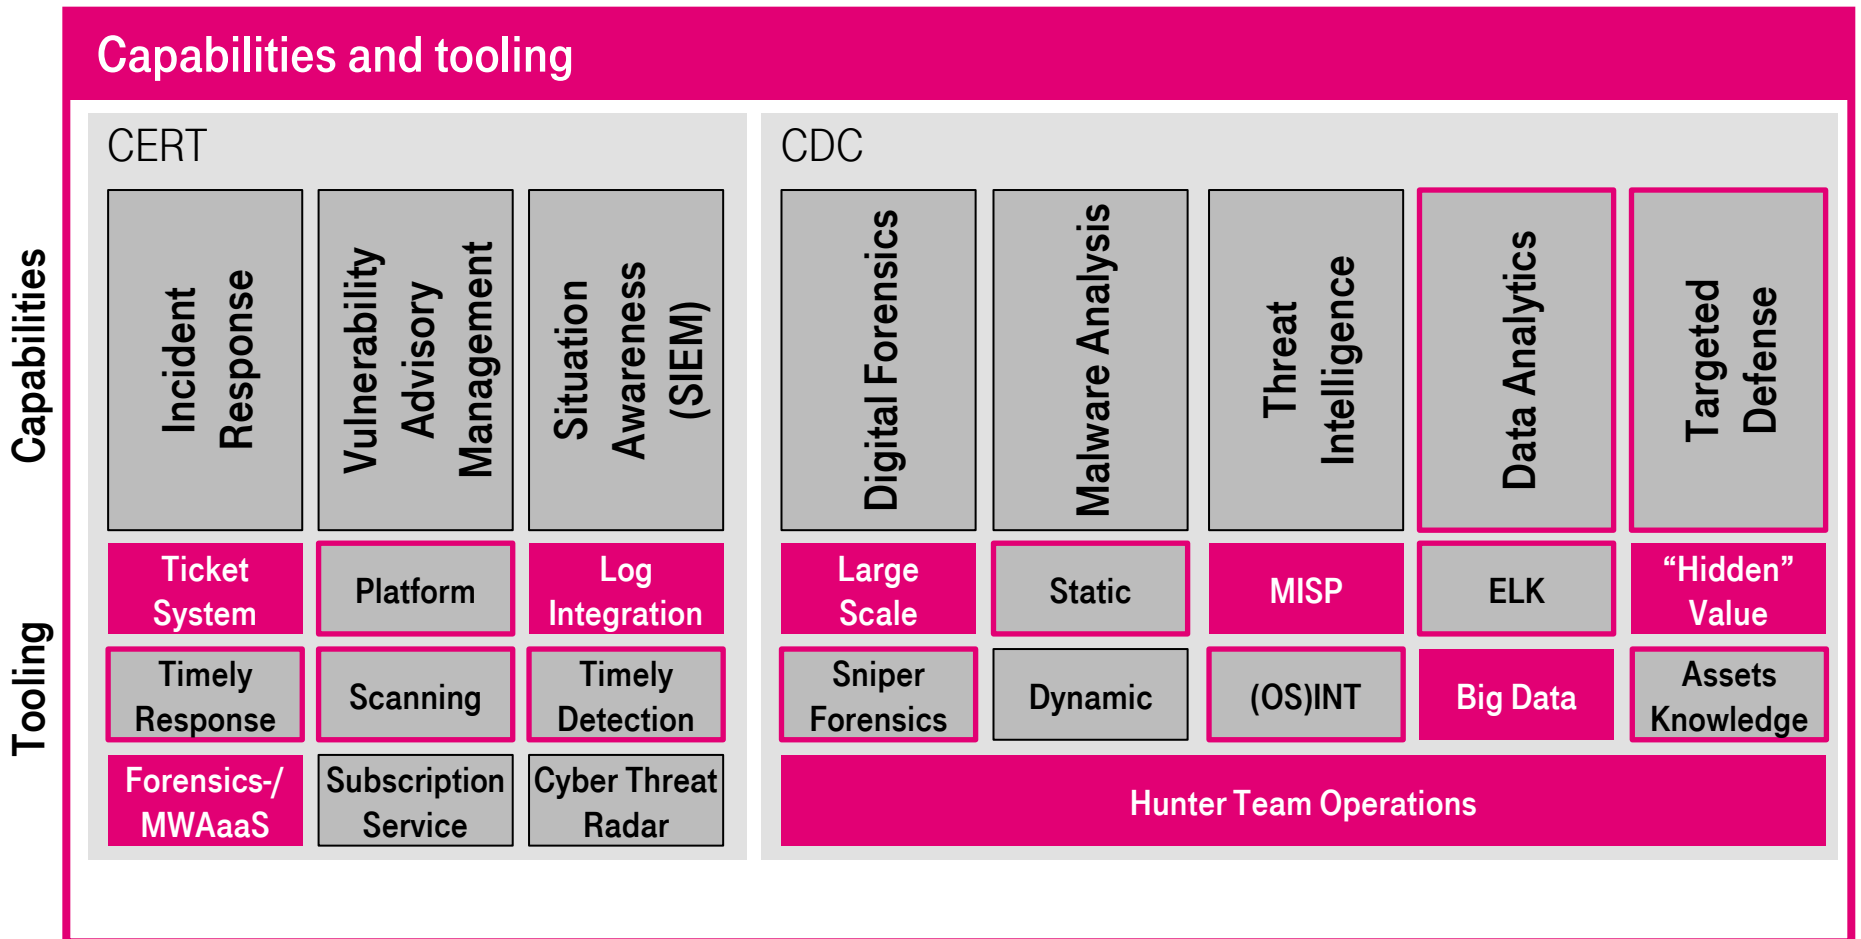 Capabilities and tooling
CERT
CDC
Capabilities
Incident
Response
Vulnerability
Advisory
Management
Situation
Awareness
(SIEM)
Digital Forensics
Malware Analysis
Threat
Intelligence
Data Analytics
Targeted
Defense
Tooling
Ticket
System
Platform
Log
Integration
Large
Scale
Static
MISP
ELK
“Hidden”
Value
Timely
Response
Scanning
Timely
Detection
Sniper
Forensics
Dynamic
(OS)INT
Big Data
Assets
Knowledge
Forensics-/
MWAaaS
Subscription
Service
Cyber Threat
Radar
Hunter Team Operations